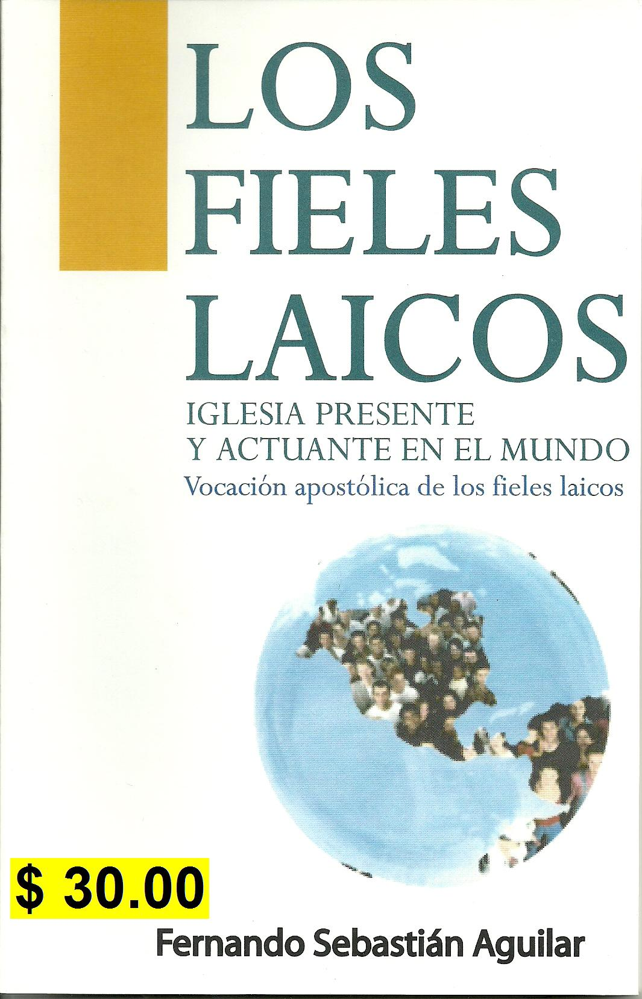 LOS
FIELES
LAICOS
IGLESIA PRESENTE
Y ACTUANTE EN EL MUNDO
Vocación apostólica de los fieles laicos
$ 30.00
Fernando Sebastián Aguilar